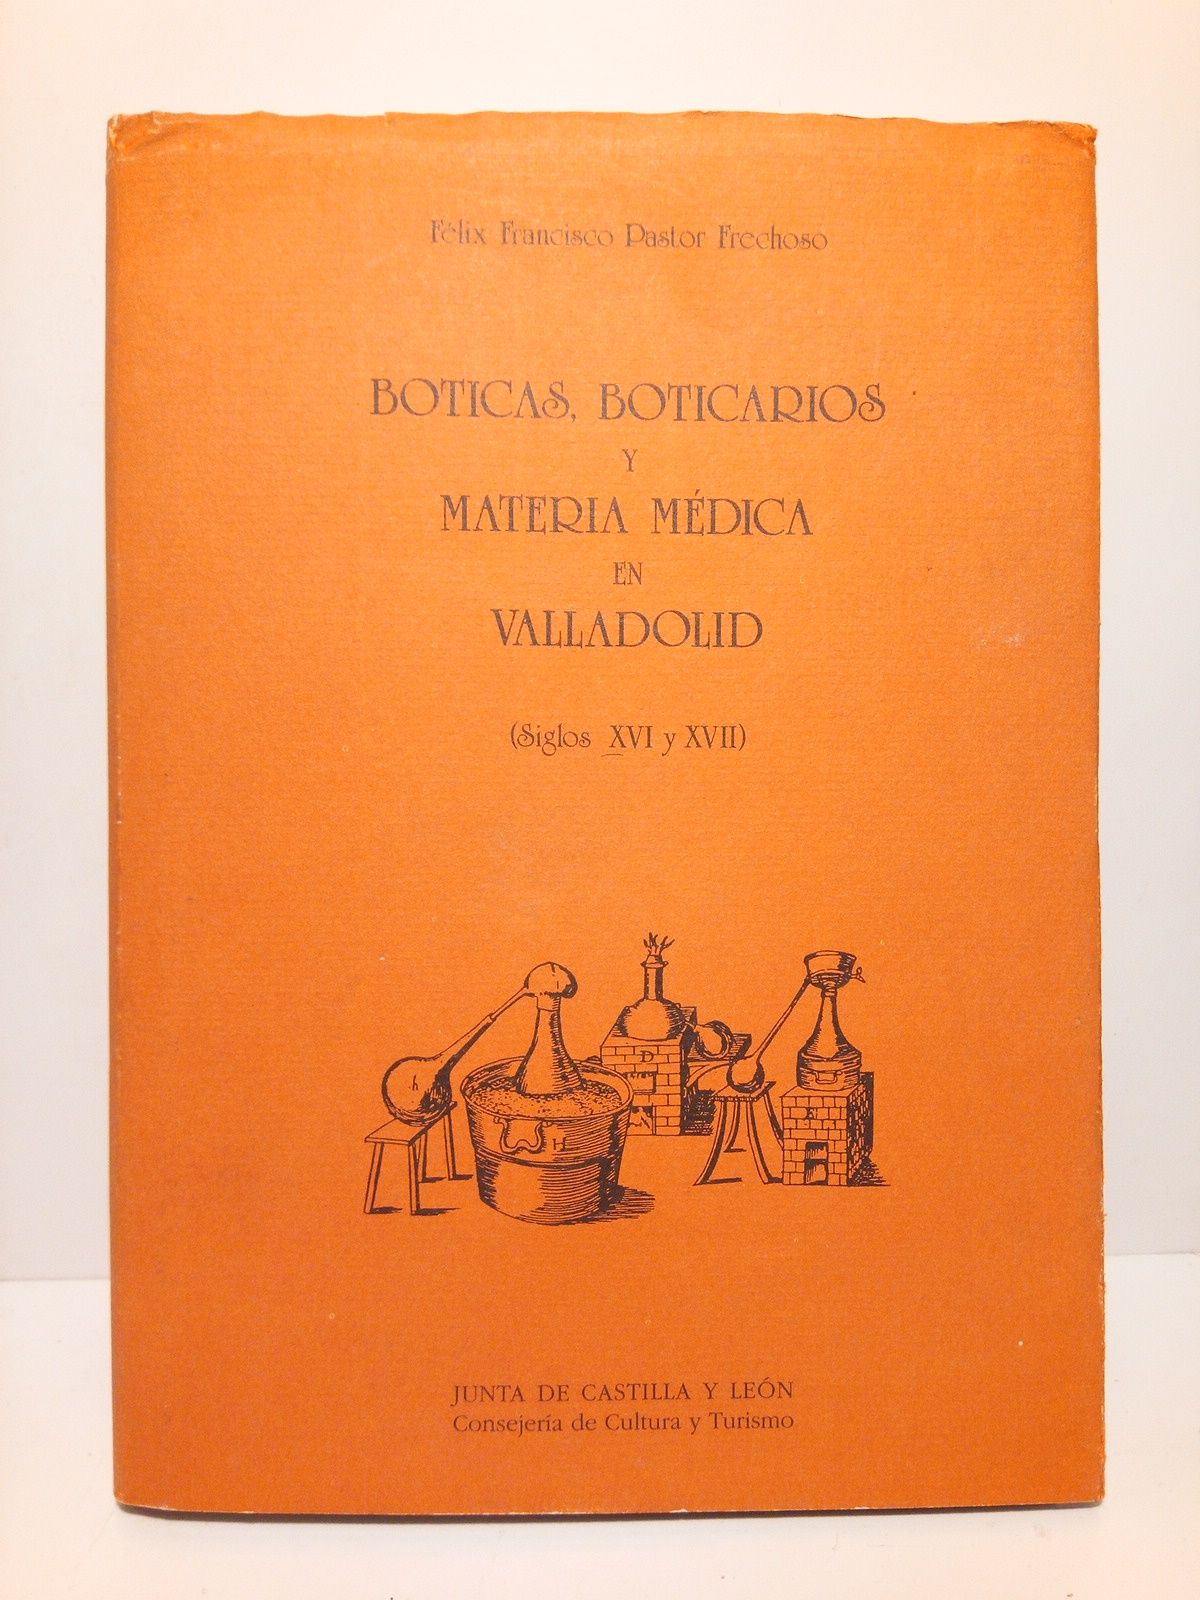 Félix Francisco Pastor Frechoso
BOTICAS, BOTICARIOS
Y
MATERIA MÉDICA
EN
VALLADOLID
(Siglos XVI y XVII)
h
h
D
N
H
E
JUNTA DE CASTILLA Y LEÓN
Consejería de Cultura y Turismo